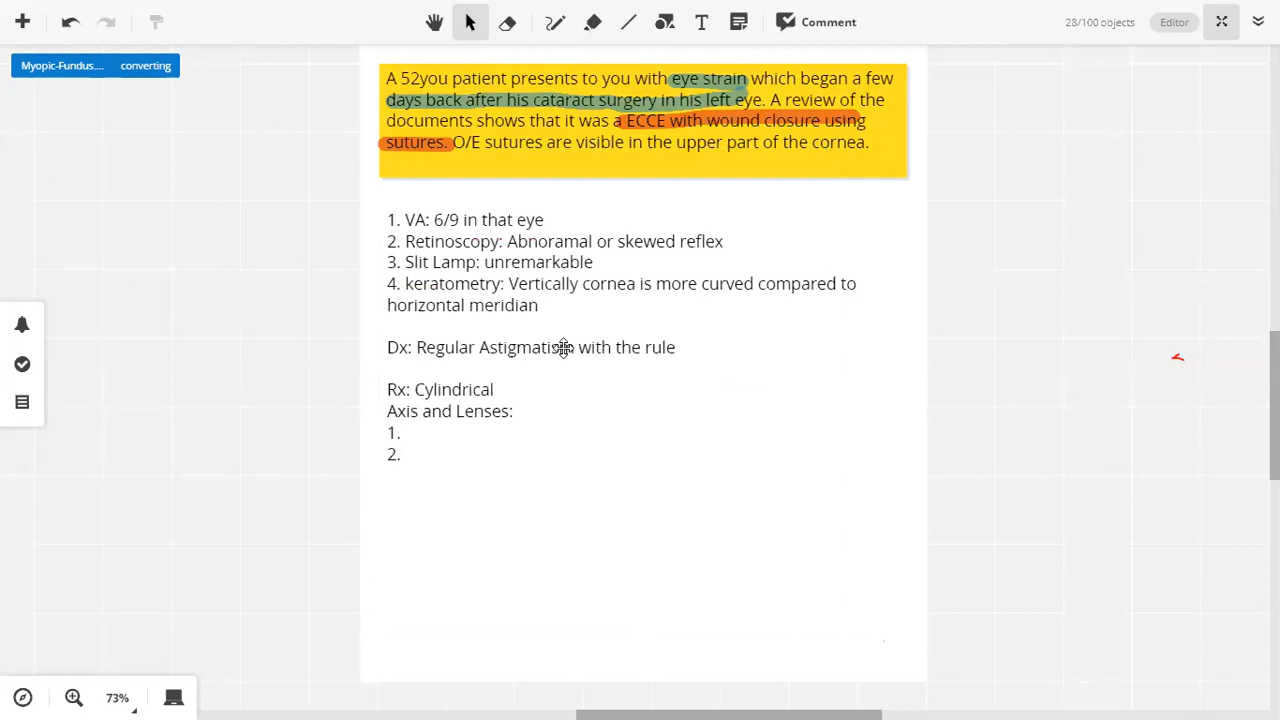 28/100 objects
Editor
Comment
Myopic-Fundus.... converting
A 52you patient presents to you with eye strain which began a few
days back after his cataract surgery in his left eye. A review of the
documents shows that it was a ECCE with wound closure using
sutures. O/E sutures are visible in the upper part of the cornea.
1. VA: 6/9 in that eye
2. Retinoscopy: Abnoramal or skewed reflex
3. Slit Lamp: unremarkable
4. keratometry: Vertically cornea is more curved compared to
horizontal meridian
Dx: Regular Astigmatism with the rule
Rx: Cylindrical
Axis and Lenses:
1.
2.
73%